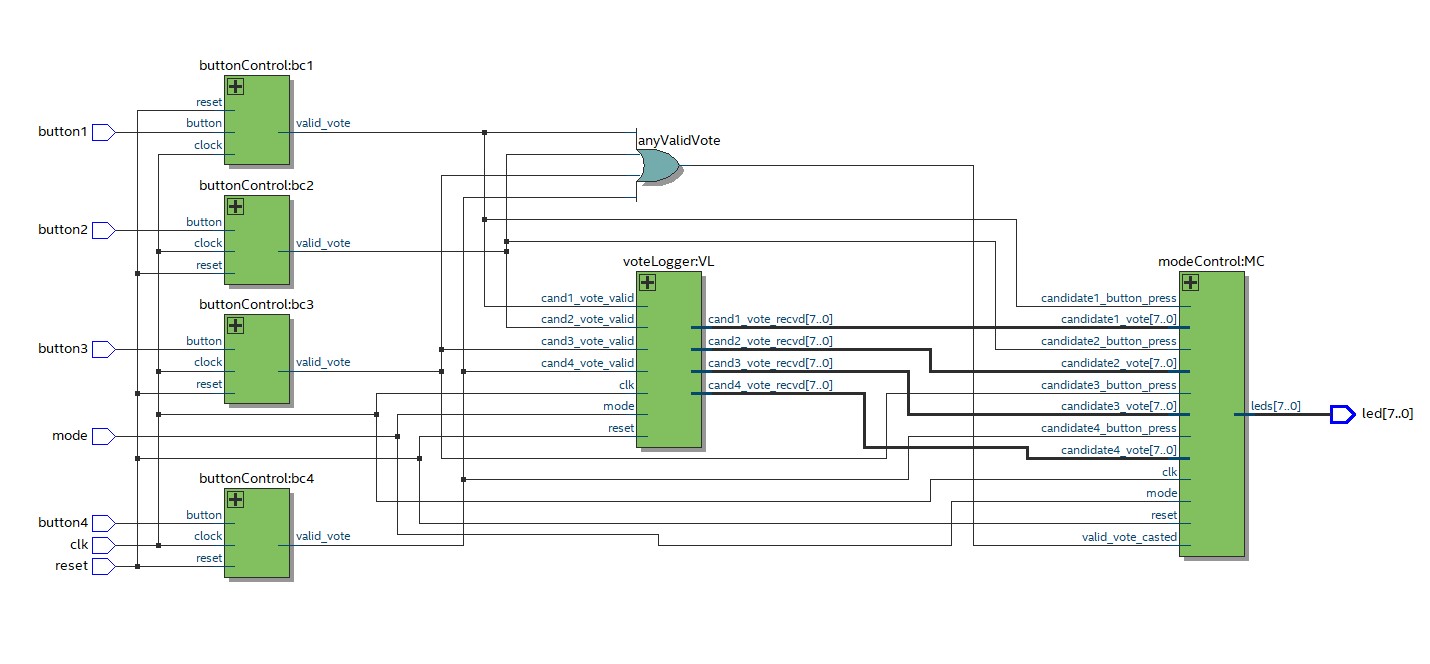 buttonControl:bc1
reset
button1
button
valid_vote
clock
anyValidVote
buttonControl:bc2
button2
button
clock
valid_vote
reset
buttonControl:bc3
button3
button
clock
valid_vote
reset
mode
buttonControl:bc4
button4
button
clk
clock
valid_vote
reset
reset
voteLogger:VL
cand1_vote_valid
cand2_vote_valid
cand3_vote_valid
cand4_vote_valid
clk
mode
reset
cand1_vote_recvd[7..0]
cand2_vote_recvd[7..0]
cand3_vote_recvd[7..0]
cand4_vote_recvd[7..0]
modeControl:MC
candidate1_button_press
candidate1_vote[7..0]
candidate2_button_press
candidate2_vote[7..0]
candidate3_button_press
candidate3_vote[7..0]
candidate4_button_press
candidate4_vote[7..0]
clk
mode
reset
valid_vote_casted
leds[7..0]
led[7..0]